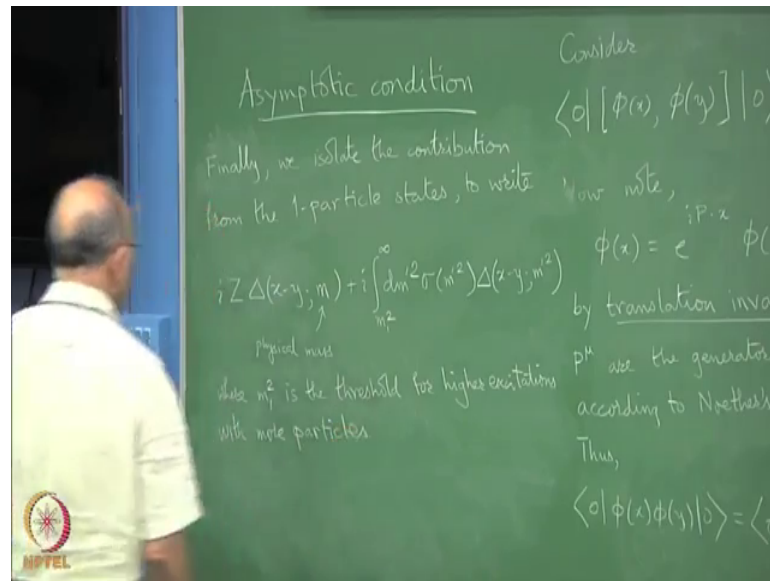 Asymptotic condition
Finally, we isolate the contribution
from the 1-particle states, to write
i Z Δ(x-y; m) + i ∫_{m₁²}^∞ dm'² σ(m'²) Δ(x-y; m'²)
physical mass
where m₁² is the threshold for higher excitations
with more particles
Consider
⟨0| [φ(x), φ(y)] |0⟩
Now note,
φ(x) = e^{iP·x} φ(
by translation inva
P^μ are the generator
according to Noether's
Thus,
⟨0|φ(x)φ(y)|0⟩ = ⟨
NPTEL